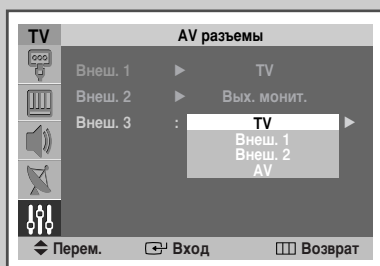 TV AV разъемы
Внеш. 1 ► TV
Внеш. 2 ► Вых. монит.
Внеш. 3 : TV ►
Внеш. 1
Внеш. 2
AV
Перем. Вход Возврат